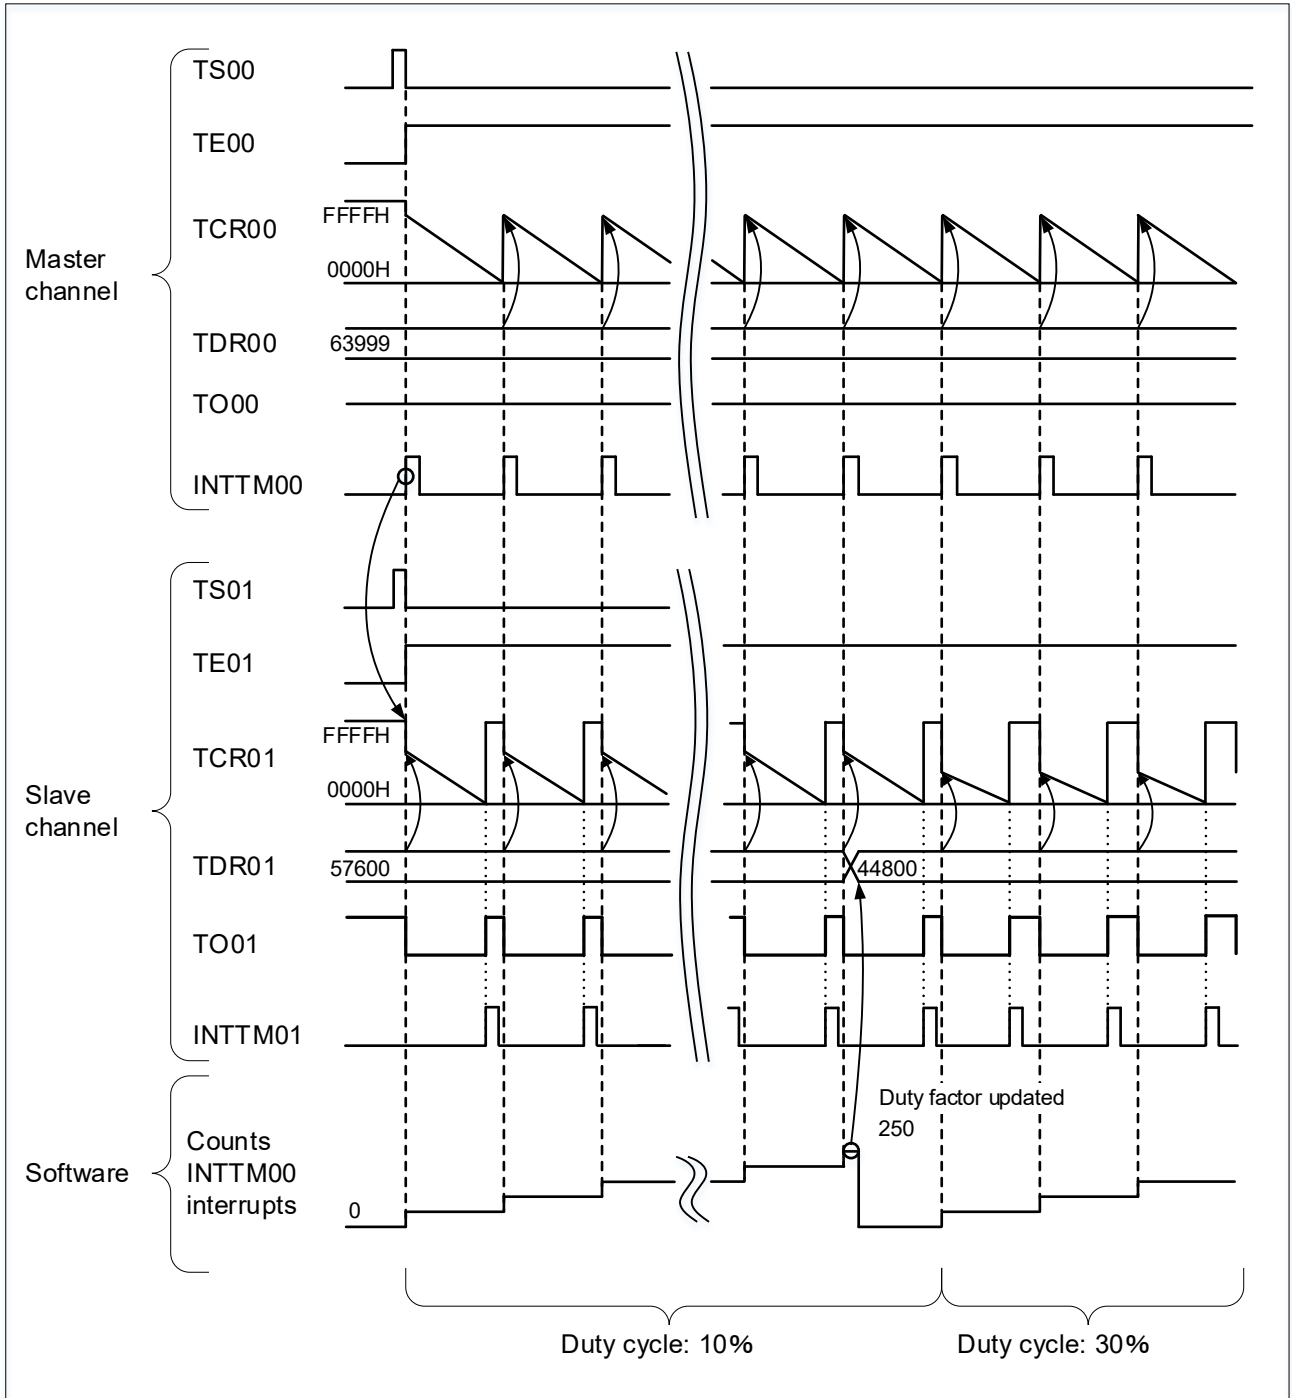 Master
channel
TS00
TE00
TCR00
FFFFH
0000H
TDR00
63999
TO00
INTTM00
Slave
channel
TS01
TE01
TCR01
FFFFH
0000H
TDR01
57600
44800
TO01
INTTM01
Software
Counts
INTTM00
interrupts
0
Duty factor updated
250
Duty cycle: 10%
Duty cycle: 30%